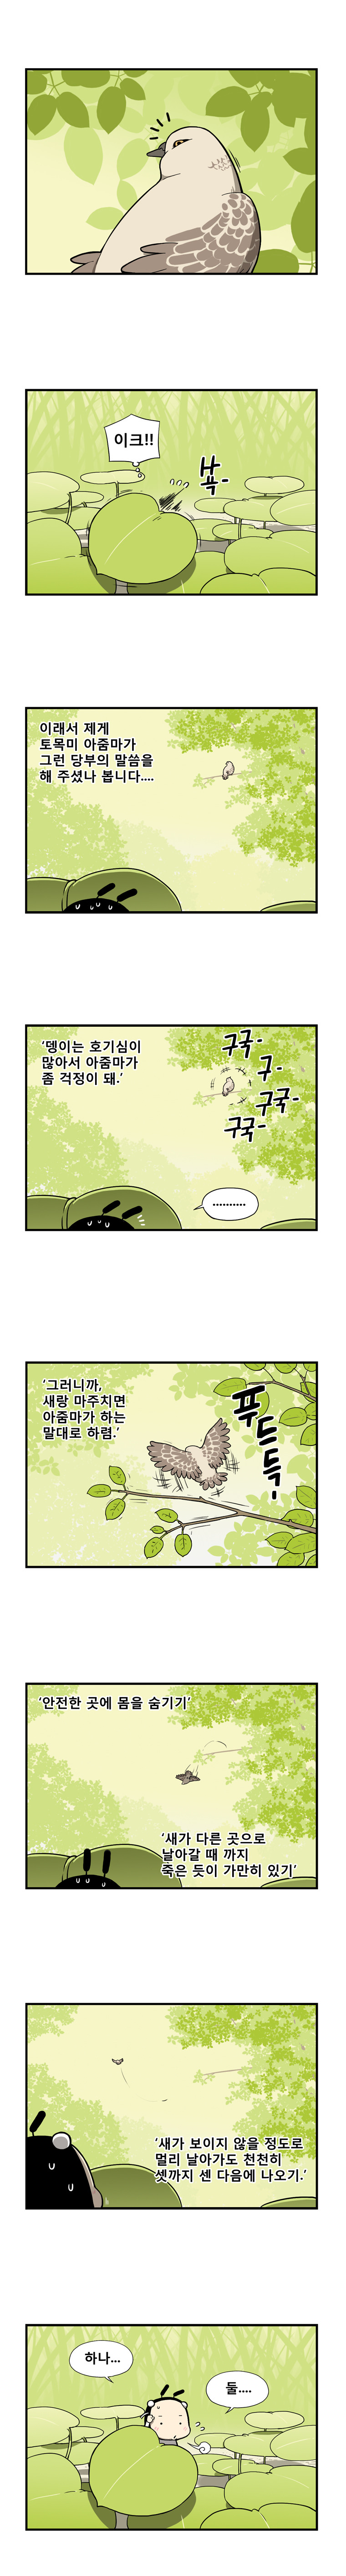 이크!!
뇩-
이래서 제게
토목미 아줌마가
그런 당부의 말씀을
해 주셨나 봅니다....
'뎅이는 호기심이
많아서 아줌마가
좀 걱정이 돼.'
구국-
구-
구국-
구국-
..........
'그러니까,
새랑 마주치면
아줌마가 하는
말대로 하렴.'
푸드득-
'안전한 곳에 몸을 숨기기'
'새가 다른 곳으로
날아갈 때 까지
죽은 듯이 가만히 있기'
'새가 보이지 않을 정도로
멀리 날아가도 천천히
셋까지 센 다음에 나오기.'
하나...
둘....